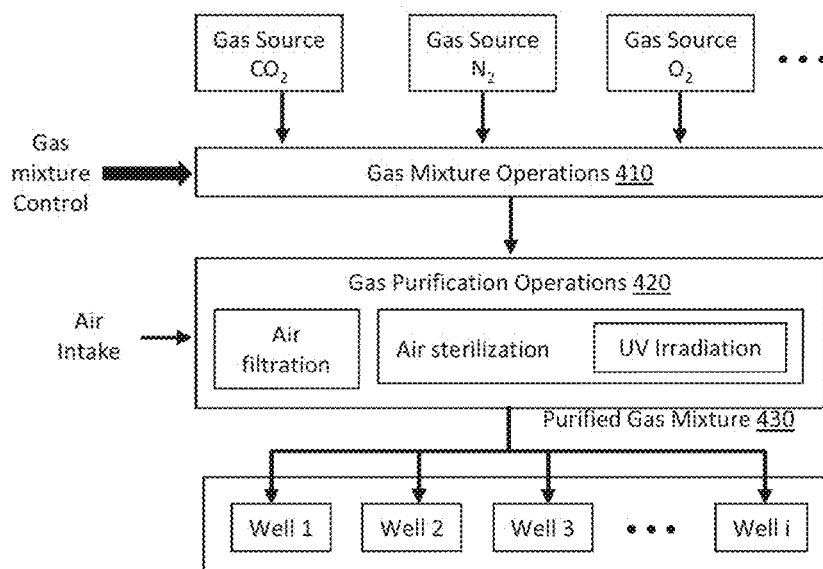 Gas Source
CO₂
Gas Source
N₂
Gas Source
O₂
• • •
Gas
mixture
Control
Gas Mixture Operations 410
Gas Purification Operations 420
Air
Intake
Air
filtration
Air sterilization
UV Irradiation
Purified Gas Mixture 430
Well 1
Well 2
Well 3
• • •
Well i